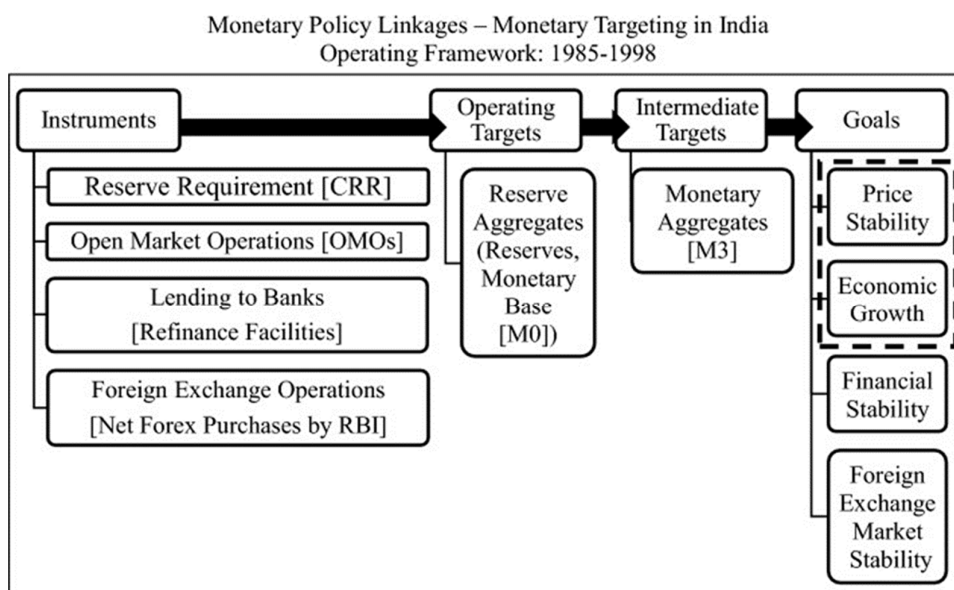 Monetary Policy Linkages – Monetary Targeting in India
Operating Framework: 1985-1998
Instruments
Reserve Requirement [CRR]
Open Market Operations [OMOs]
Lending to Banks
[Refinance Facilities]
Foreign Exchange Operations
[Net Forex Purchases by RBI]
Operating
Targets
Reserve
Aggregates
(Reserves,
Monetary
Base
[M0])
Intermediate
Targets
Monetary
Aggregates
[M3]
Goals
Price
Stability
Economic
Growth
Financial
Stability
Foreign
Exchange
Market
Stability